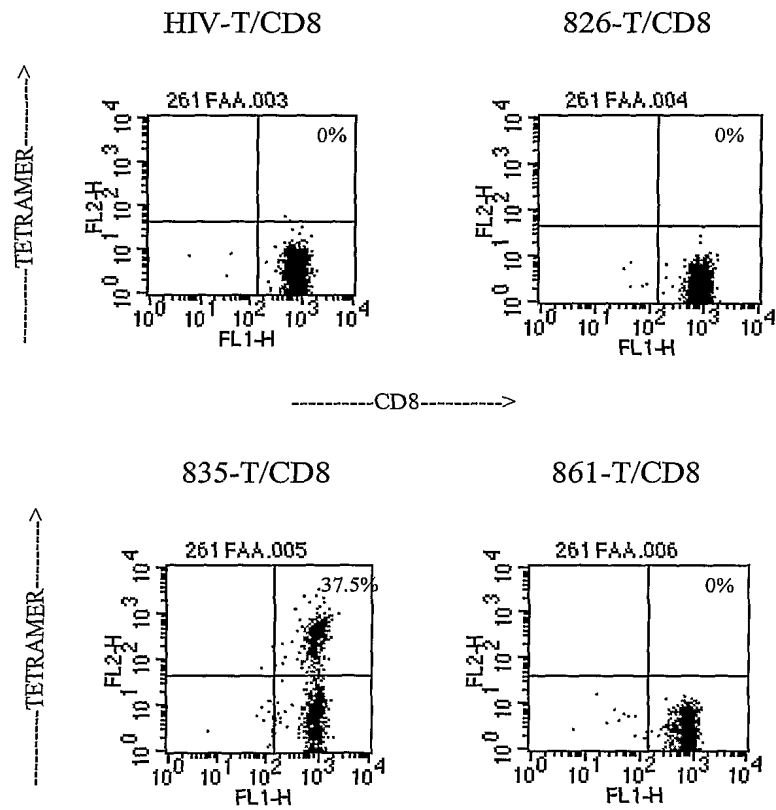 HIV-T/CD8
826-T/CD8
261 FAA.003
261 FAA.004
0%
0%
---------TETRAMER--------->
FL2-H
10^0 10^1 10^2 10^3 10^4
10^0 10^1 10^2 10^3 10^4
FL1-H
FL2-H
10^0 10^1 10^2 10^3 10^4
10^0 10^1 10^2 10^3 10^4
FL1-H
----------CD8---------->
835-T/CD8
861-T/CD8
261 FAA.005
261 FAA.006
37.5%
0%
---------TETRAMER--------->
FL2-H
10^0 10^1 10^2 10^3 10^4
10^0 10^1 10^2 10^3 10^4
FL1-H
FL2-H
10^0 10^1 10^2 10^3 10^4
10^0 10^1 10^2 10^3 10^4
FL1-H